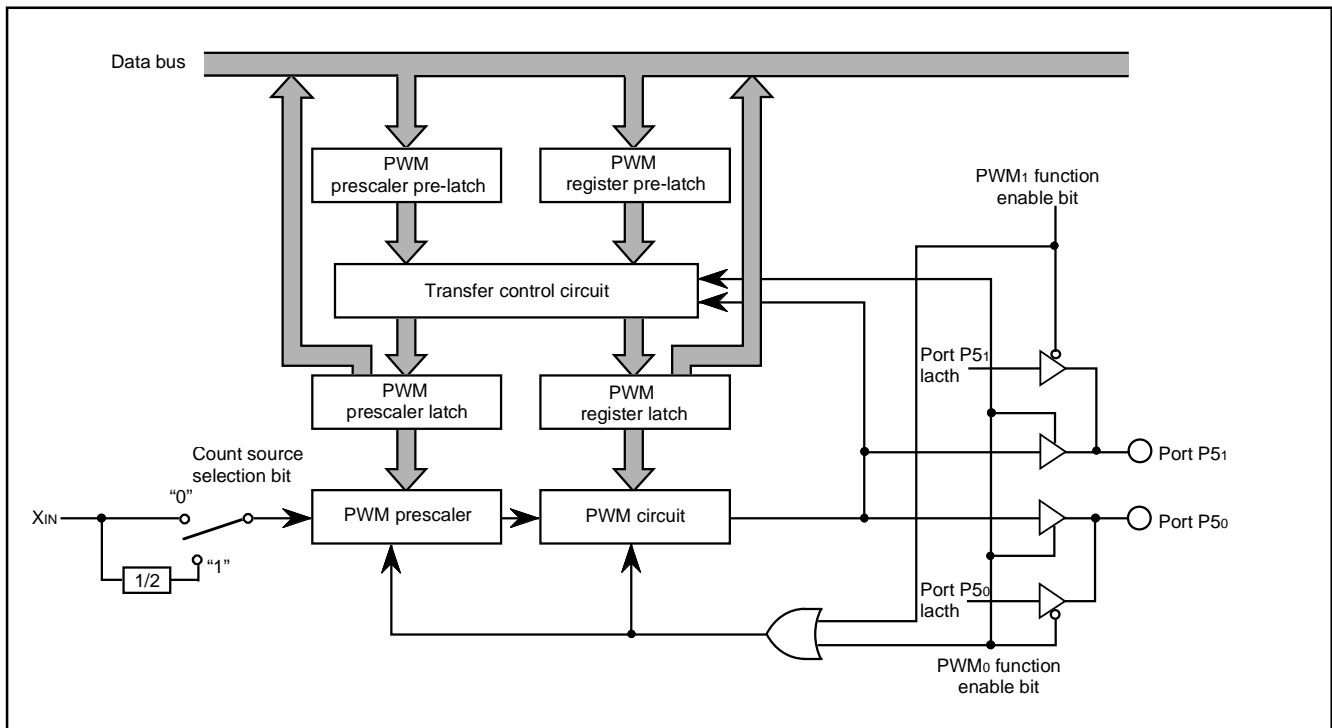 Data bus
PWM
prescaler pre-latch
PWM
register pre-latch
PWM1 function
enable bit
Transfer control circuit
Port P51
lacth
PWM
prescaler latch
PWM
register latch
Count source
selection bit
Port P51
“0”
XIN
PWM prescaler
PWM circuit
Port P50
“1”
1/2
Port P50
lacth
PWM0 function
enable bit